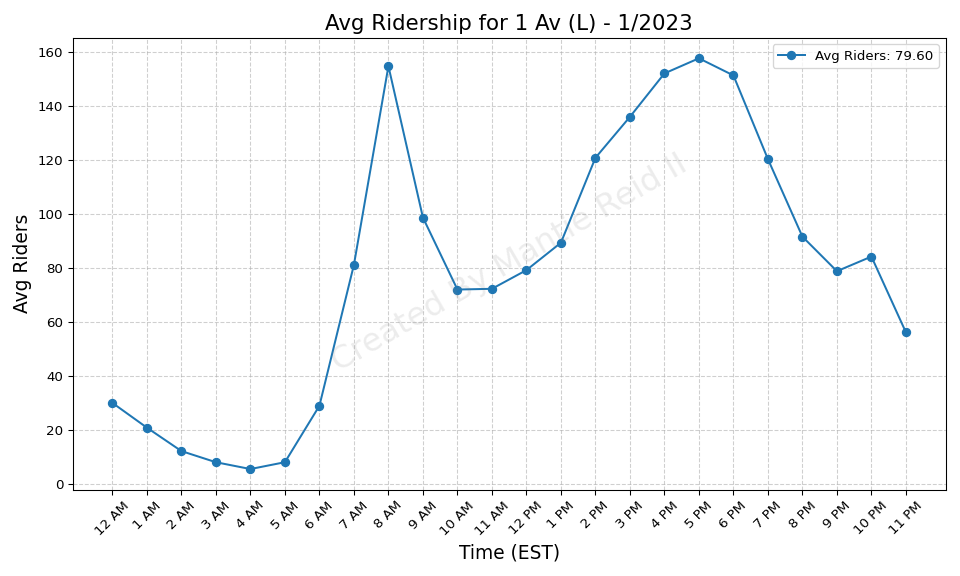 Avg Ridership for 1 Av (L) - 1/2023
Avg Riders: 79.60
Avg Riders
160
140
120
100
80
60
40
20
0
Created By Mantie Reid II
12 AM
1 AM
2 AM
3 AM
4 AM
5 AM
6 AM
7 AM
8 AM
9 AM
10 AM
11 AM
12 PM
1 PM
2 PM
3 PM
4 PM
5 PM
6 PM
7 PM
8 PM
9 PM
10 PM
11 PM
Time (EST)